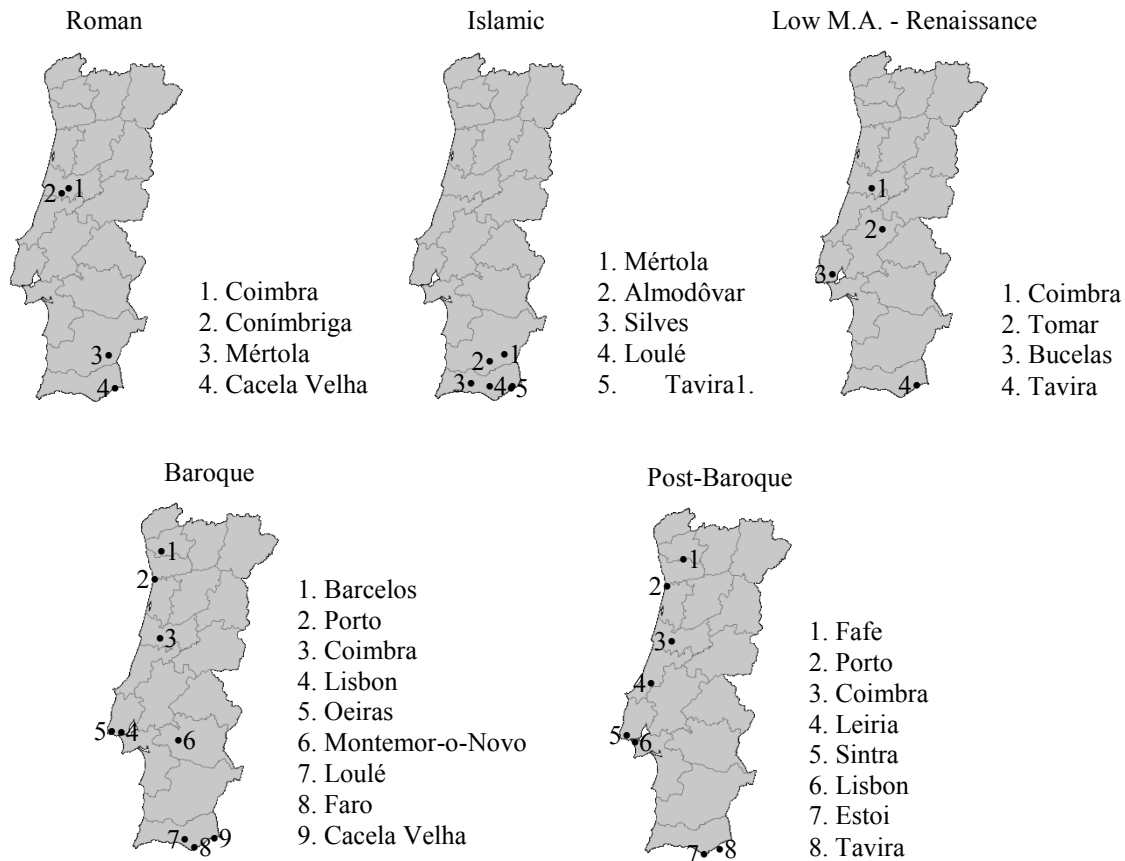 Roman
1
2
3
4
1. Coimbra
2. Conímbriga
3. Mértola
4. Cacela Velha
Islamic
1
2
3
4
5
1. Mértola
2. Almodôvar
3. Silves
4. Loulé
5. Tavira1.
Low M.A. - Renaissance
1
2
3
4
1. Coimbra
2. Tomar
3. Bucelas
4. Tavira
Baroque
1
2
3
5
4
6
7
8
9
1. Barcelos
2. Porto
3. Coimbra
4. Lisbon
5. Oeiras
6. Montemor-o-Novo
7. Loulé
8. Faro
9. Cacela Velha
Post-Baroque
1
2
3
4
5
6
7
8
1. Fafe
2. Porto
3. Coimbra
4. Leiria
5. Sintra
6. Lisbon
7. Estoi
8. Tavira